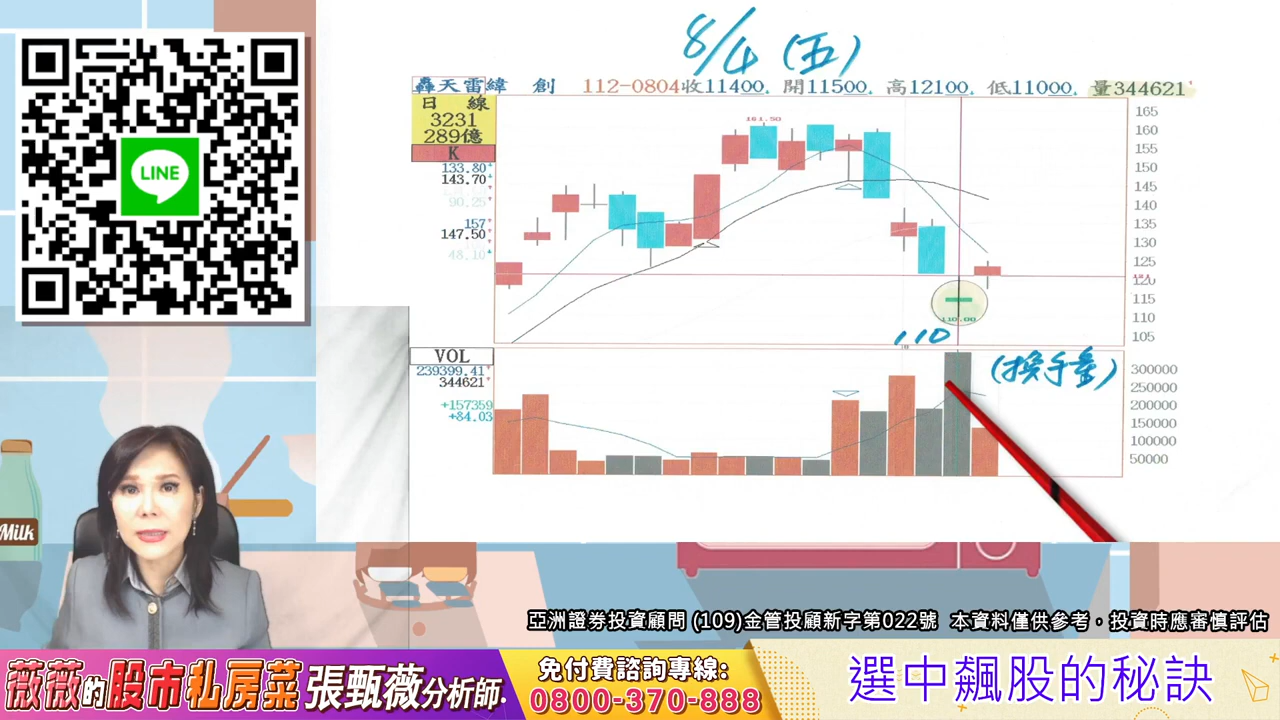 8/4 (五)
轟天雷緯 創 112-0804收11400. 開11500. 高12100. 低11000. 量344621'
日 線
3231
289億
K
133.80
143.70
90.25
157
147.50
48.10
161.50
165
160
155
150
145
140
135
130
125
120
115
110
105
110.00
110
(換手量)
VOL
239399.41
344621
+157359
+84.03
300000
250000
200000
150000
100000
50000
LINE
Milk
亞洲證券投資顧問 (109)金管投顧新字第022號 本資料僅供參考,投資時應審慎評估
薇薇的股市私房菜 張甄薇分析師.
免付費諮詢專線:
0800-370-888
選中飆股的秘訣